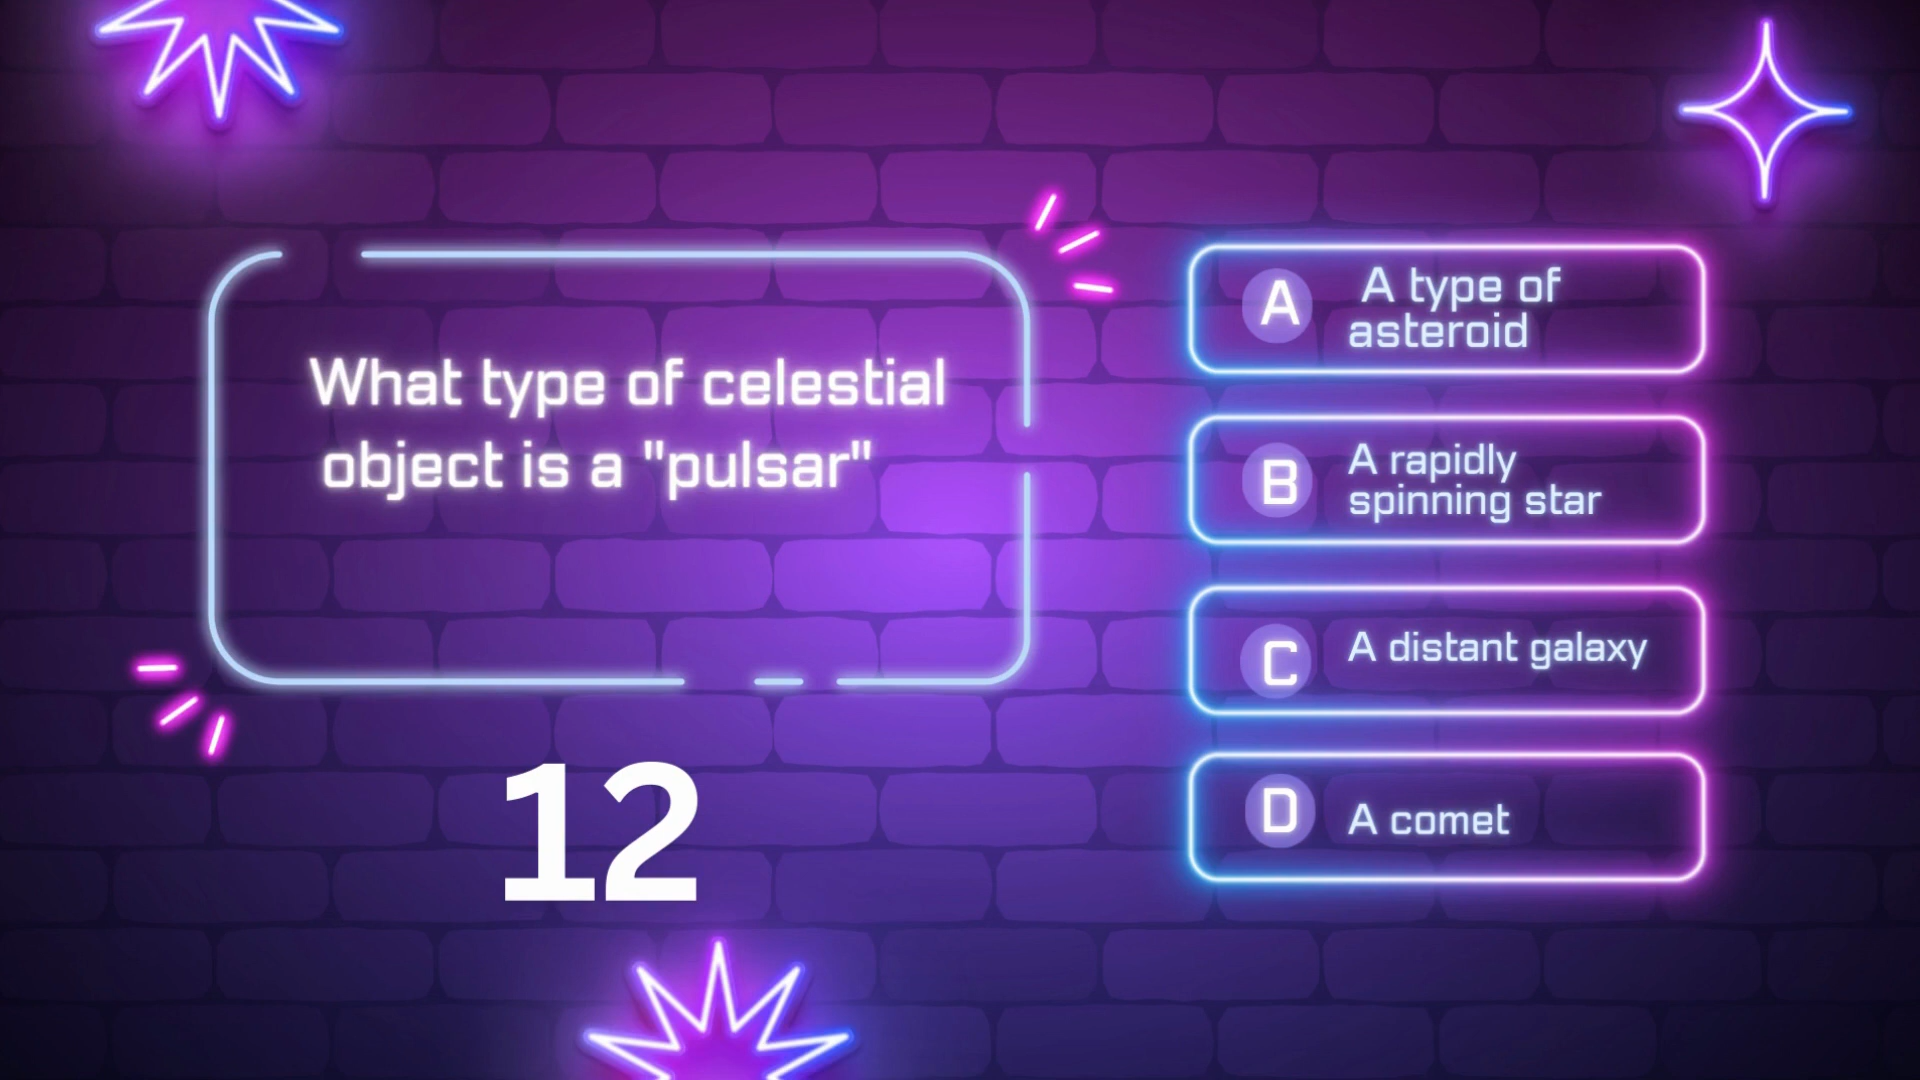 What type of celestial
object is a "pulsar"
12
A
A type of
asteroid
B
A rapidly
spinning star
C
A distant galaxy
D
A comet